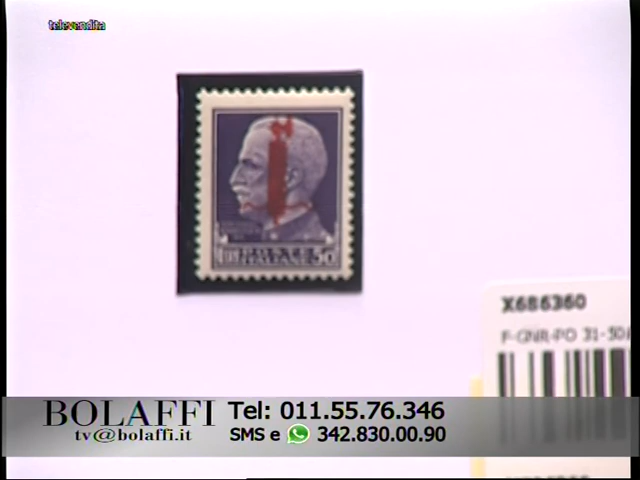 televendita
X686360
F-GNR-PO 31-30/
BOLAFFI
tv@bolaffi.it
Tel: 011.55.76.346
SMS e 342.830.00.90